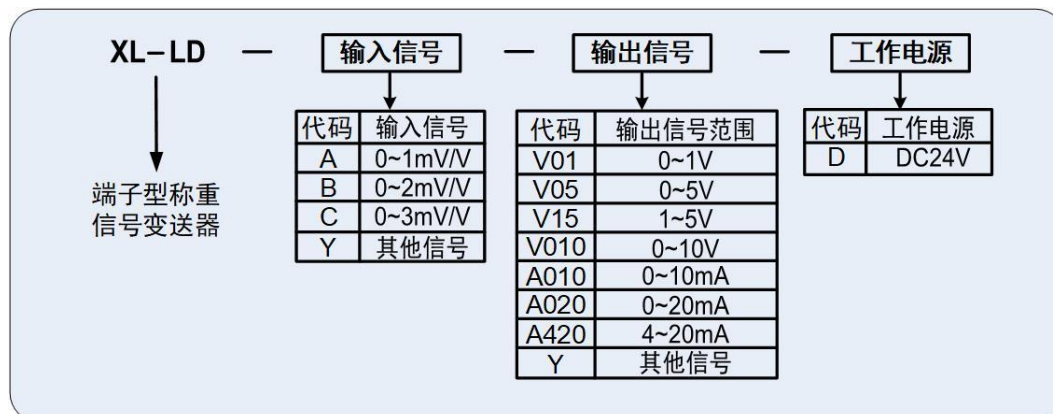 XL–LD — 输入信号 — 输出信号 — 工作电源
端子型称重
信号变送器
代码 输入信号
A 0~1mV/V
B 0~2mV/V
C 0~3mV/V
Y 其他信号
代码 输出信号范围
V01 0~1V
V05 0~5V
V15 1~5V
V010 0~10V
A010 0~10mA
A020 0~20mA
A420 4~20mA
Y 其他信号
代码 工作电源
D DC24V